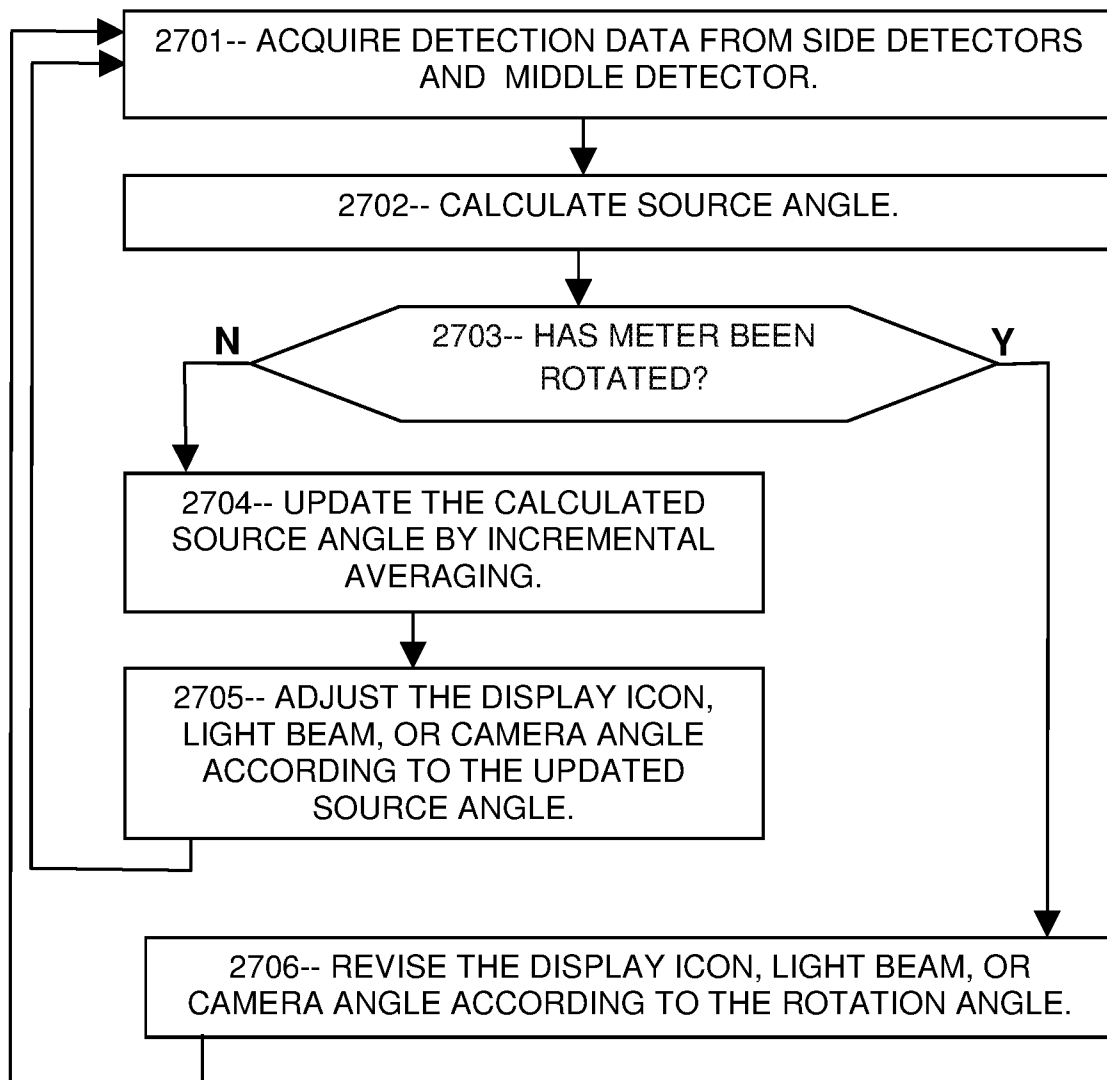 2701-- ACQUIRE DETECTION DATA FROM SIDE DETECTORS
AND MIDDLE DETECTOR.
2702-- CALCULATE SOURCE ANGLE.
N
2703-- HAS METER BEEN
ROTATED?
Y
2704-- UPDATE THE CALCULATED
SOURCE ANGLE BY INCREMENTAL
AVERAGING.
2705-- ADJUST THE DISPLAY ICON,
LIGHT BEAM, OR CAMERA ANGLE
ACCORDING TO THE UPDATED
SOURCE ANGLE.
2706-- REVISE THE DISPLAY ICON, LIGHT BEAM, OR
CAMERA ANGLE ACCORDING TO THE ROTATION ANGLE.